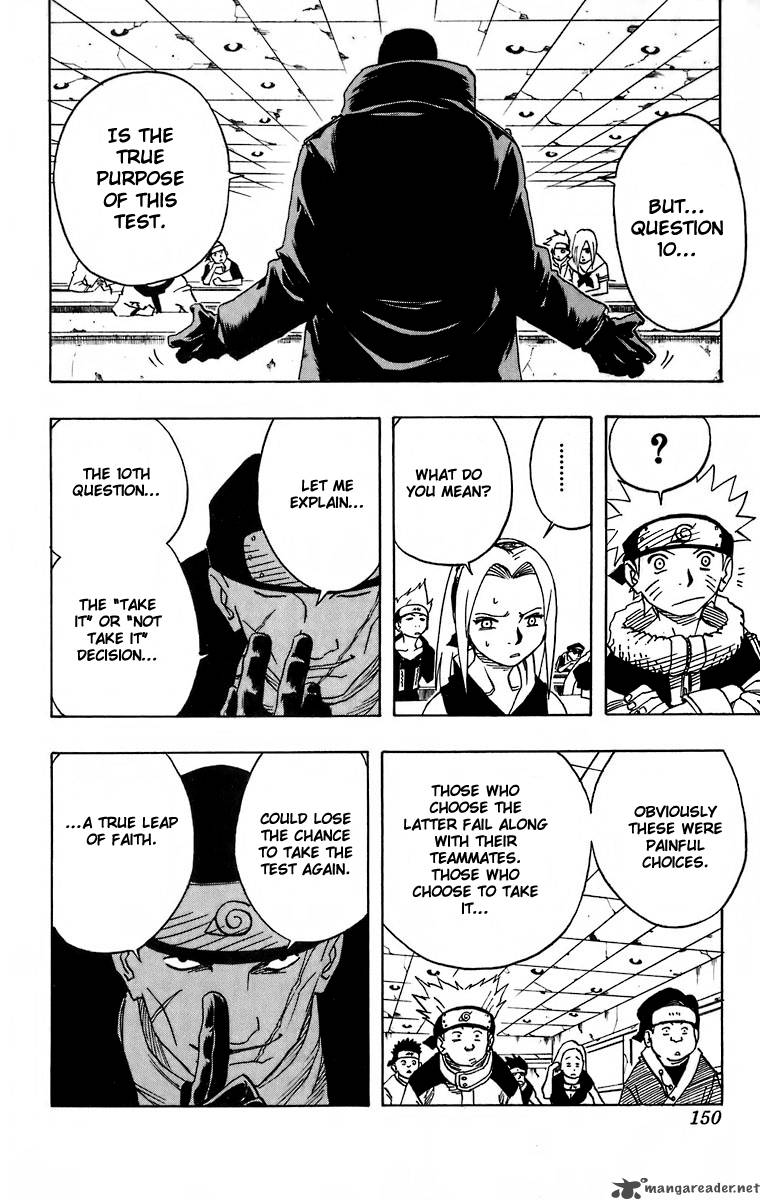 BUT...
QUESTION
10...
IS THE
TRUE
PURPOSE
OF THIS
TEST.
?
........
WHAT DO
YOU MEAN?
LET ME
EXPLAIN...
THE 10TH
QUESTION...
THE "TAKE
IT" OR "NOT
TAKE IT"
DECISION...
OBVIOUSLY
THESE WERE
PAINFUL
CHOICES.
THOSE WHO
CHOOSE THE
LATTER FAIL ALONG
WITH THEIR
TEAMMATES.
THOSE WHO
CHOOSE TO TAKE
IT...
COULD LOSE
THE CHANCE
TO TAKE THE
TEST AGAIN.
...A TRUE LEAP
OF FAITH.
150
mangareader.net